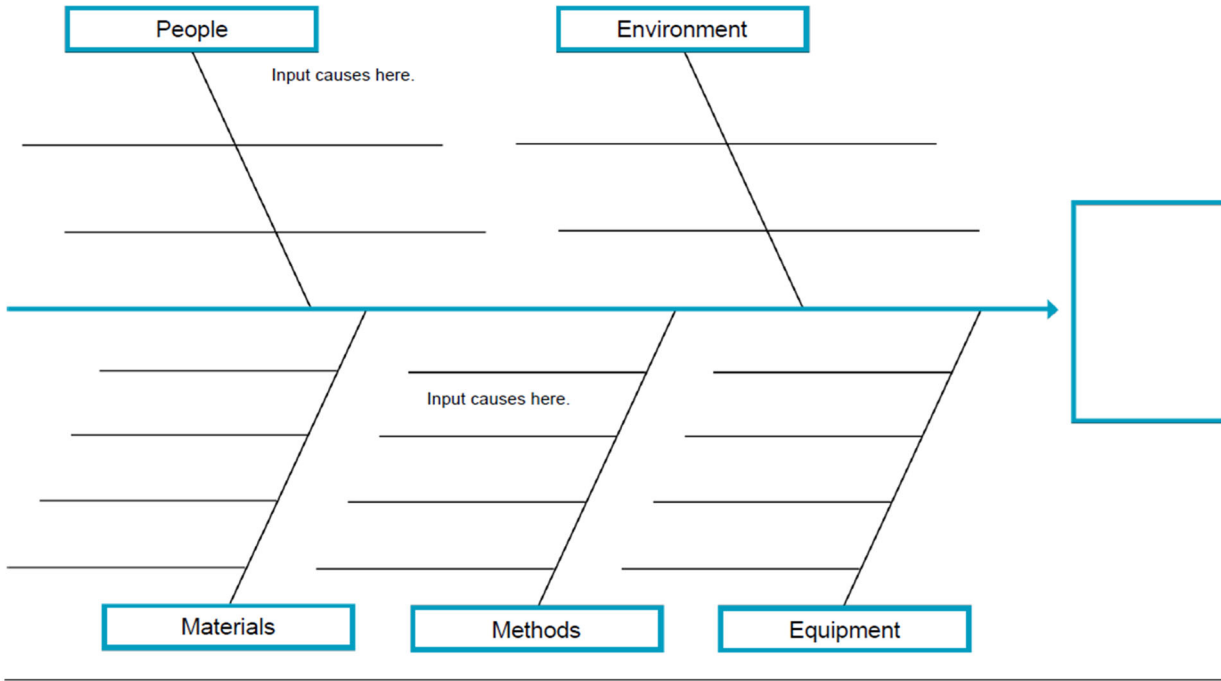 People
Environment
Input causes here.
Input causes here.
Materials
Methods
Equipment